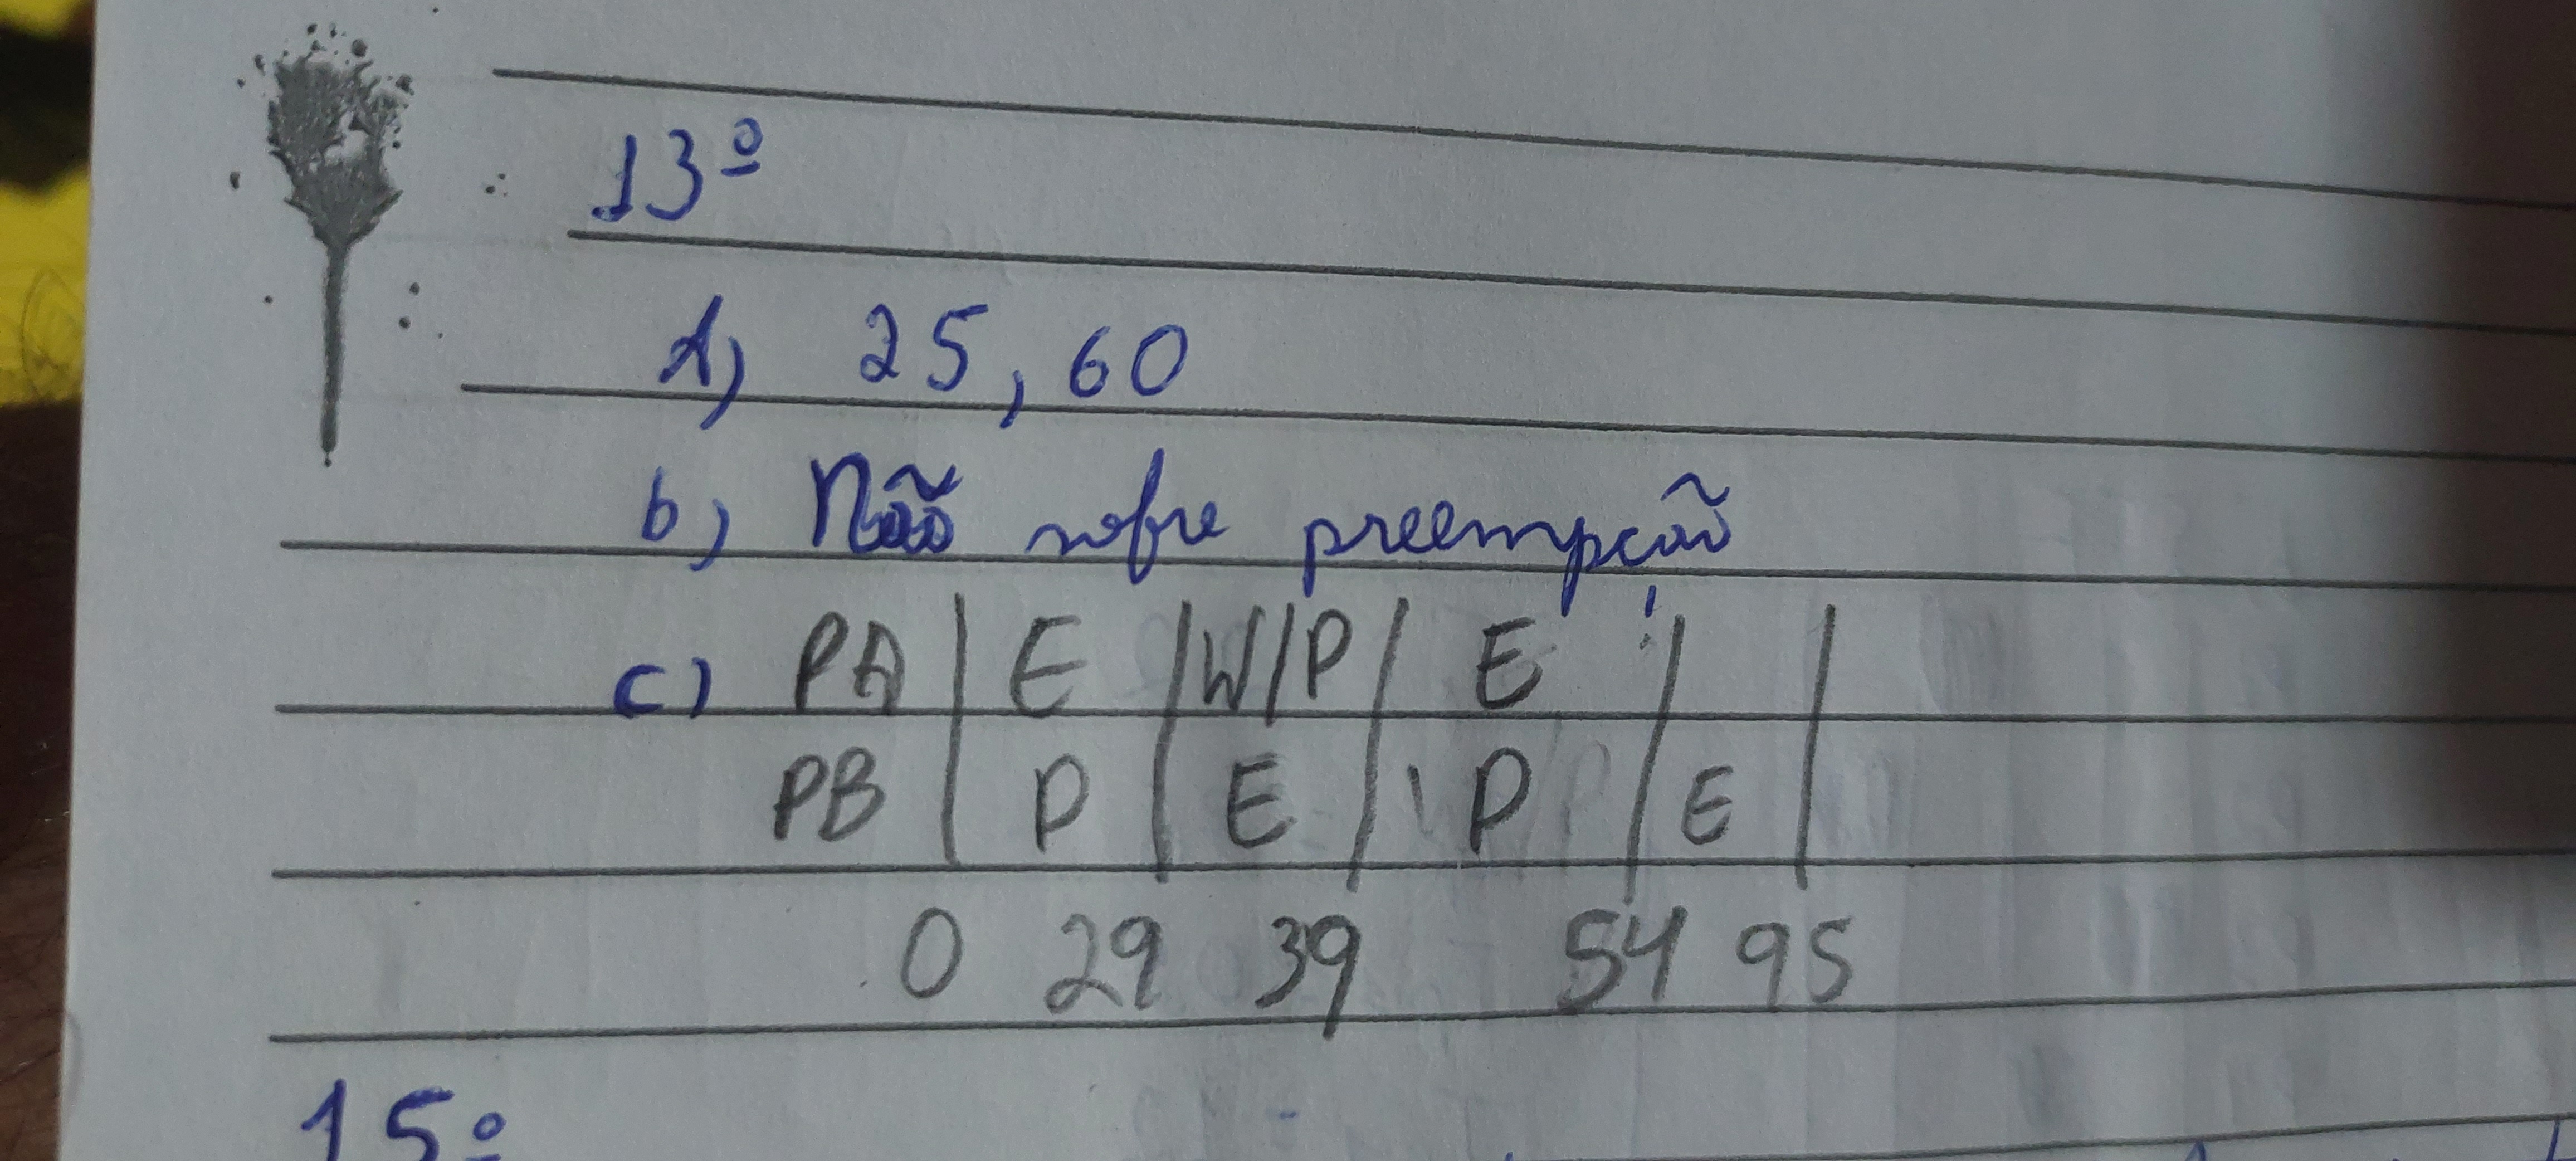 13º
a) 25, 60
b) Não sofre preempção
c) PA | E | W | P | E |
PB | P | E | P | E |
0 29 39 54 95
15º